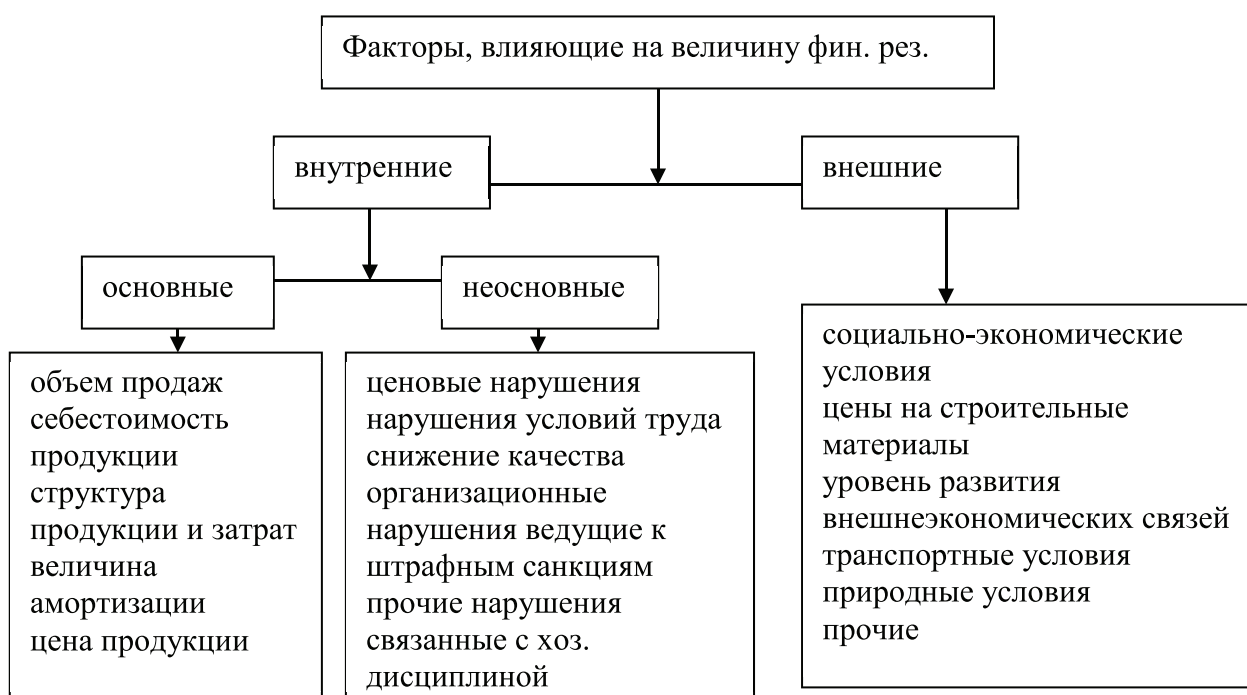 Факторы, влияющие на величину фин. рез.
внутренние
внешние
основные
неосновные
объем продаж
себестоимость
продукции
структура
продукции и затрат
величина
амортизации
цена продукции
ценовые нарушения
нарушения условий труда
снижение качества
организационные
нарушения ведущие к
штрафным санкциям
прочие нарушения
связанные с хоз.
дисциплиной
социально-экономические
условия
цены на строительные
материалы
уровень развития
внешнеэкономических связей
транспортные условия
природные условия
прочие